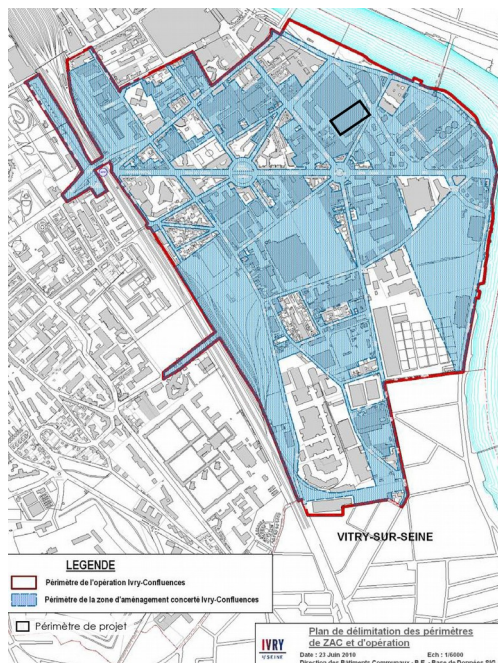 VITRY-SUR-SEINE
LEGENDE
Périmètre de l'opération Ivry-Confluences
Périmètre de la zone d'aménagement concerté Ivry-Confluences
Périmètre de projet
IVRY
S/SEINE
Plan de délimitation des périmètres
de ZAC et d'opération
Date : 23 Juin 2010 Ech : 1/6000